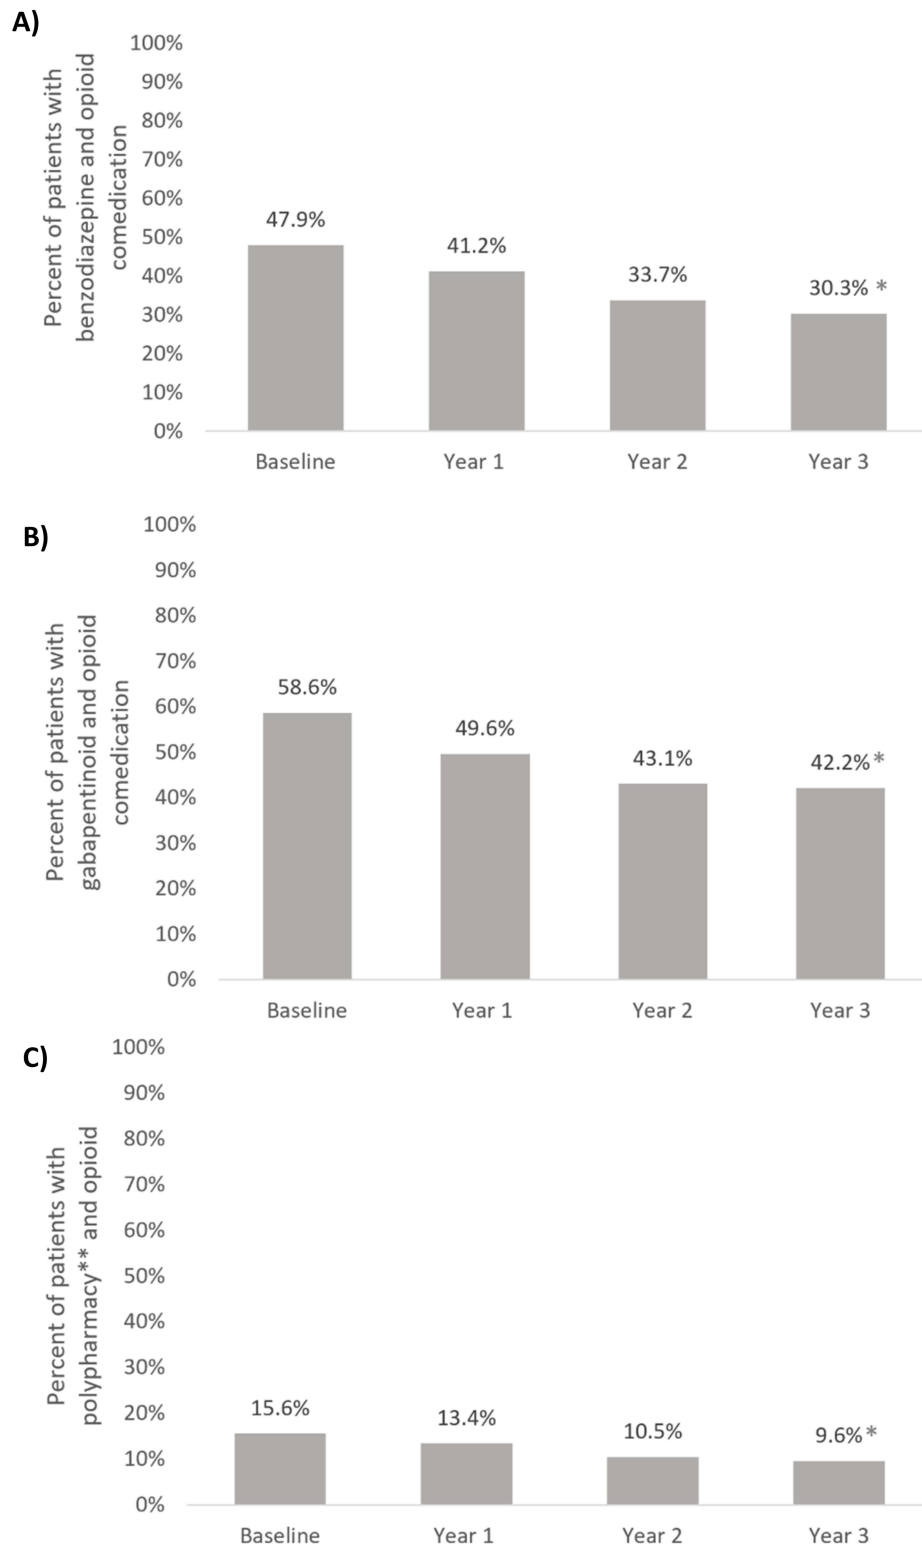 A)
Percent of patients with
benzodiazepine and opioid
comedication
100%
90%
80%
70%
60%
50%
40%
30%
20%
10%
0%
47.9%
41.2%
33.7%
30.3% *
Baseline
Year 1
Year 2
Year 3
B)
Percent of patients with
gabapentinoid and opioid
comedication
100%
90%
80%
70%
60%
50%
40%
30%
20%
10%
0%
58.6%
49.6%
43.1%
42.2%*
Baseline
Year 1
Year 2
Year 3
C)
Percent of patients with
polypharmacy** and opioid
100%
90%
80%
70%
60%
50%
40%
30%
20%
10%
0%
15.6%
13.4%
10.5%
9.6%*
Baseline
Year 1
Year 2
Year 3